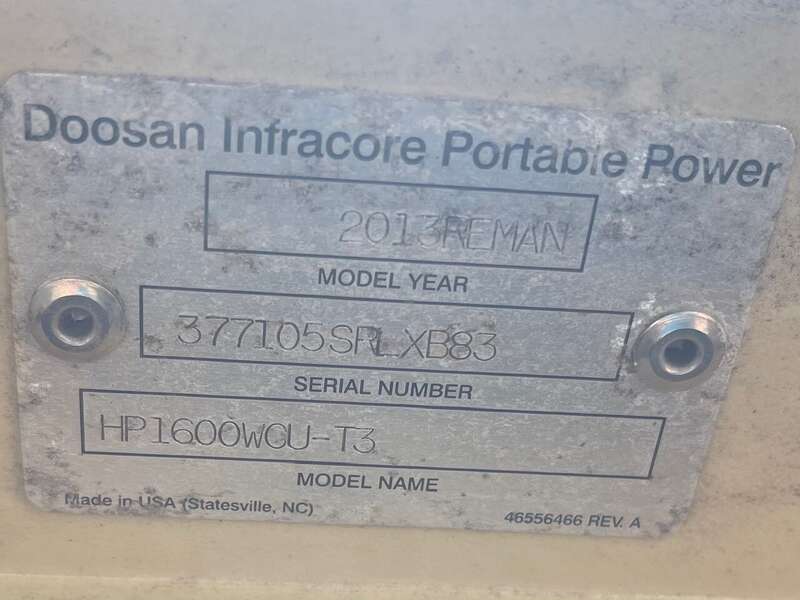 Doosan Infracore Portable Power
2013REMAN
MODEL YEAR
377105SRLXB83
SERIAL NUMBER
HP1600WCU-T3
MODEL NAME
Made in USA (Statesville, NC)
46556466 REV. A